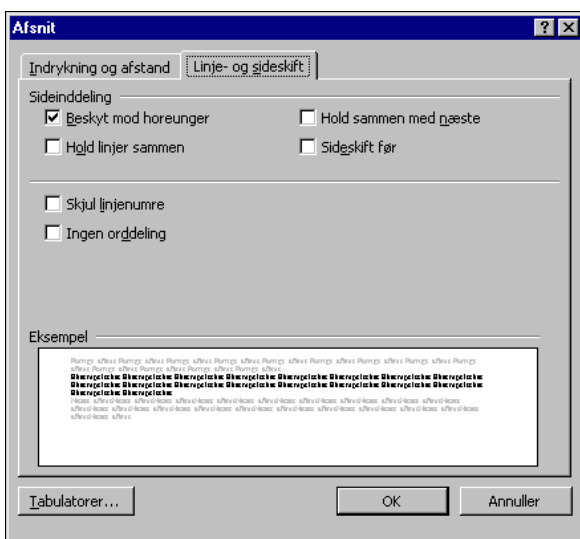 Afsnit
Indrykning og afstand
Linje- og sideskift
Sideinddeling
Beskyt mod horeunger
Hold sammen med næste
Hold linjer sammen
Sideskift før
Skjul linjenumre
Ingen orddeling
Eksempel
Tabulatorer...
OK
Annuller